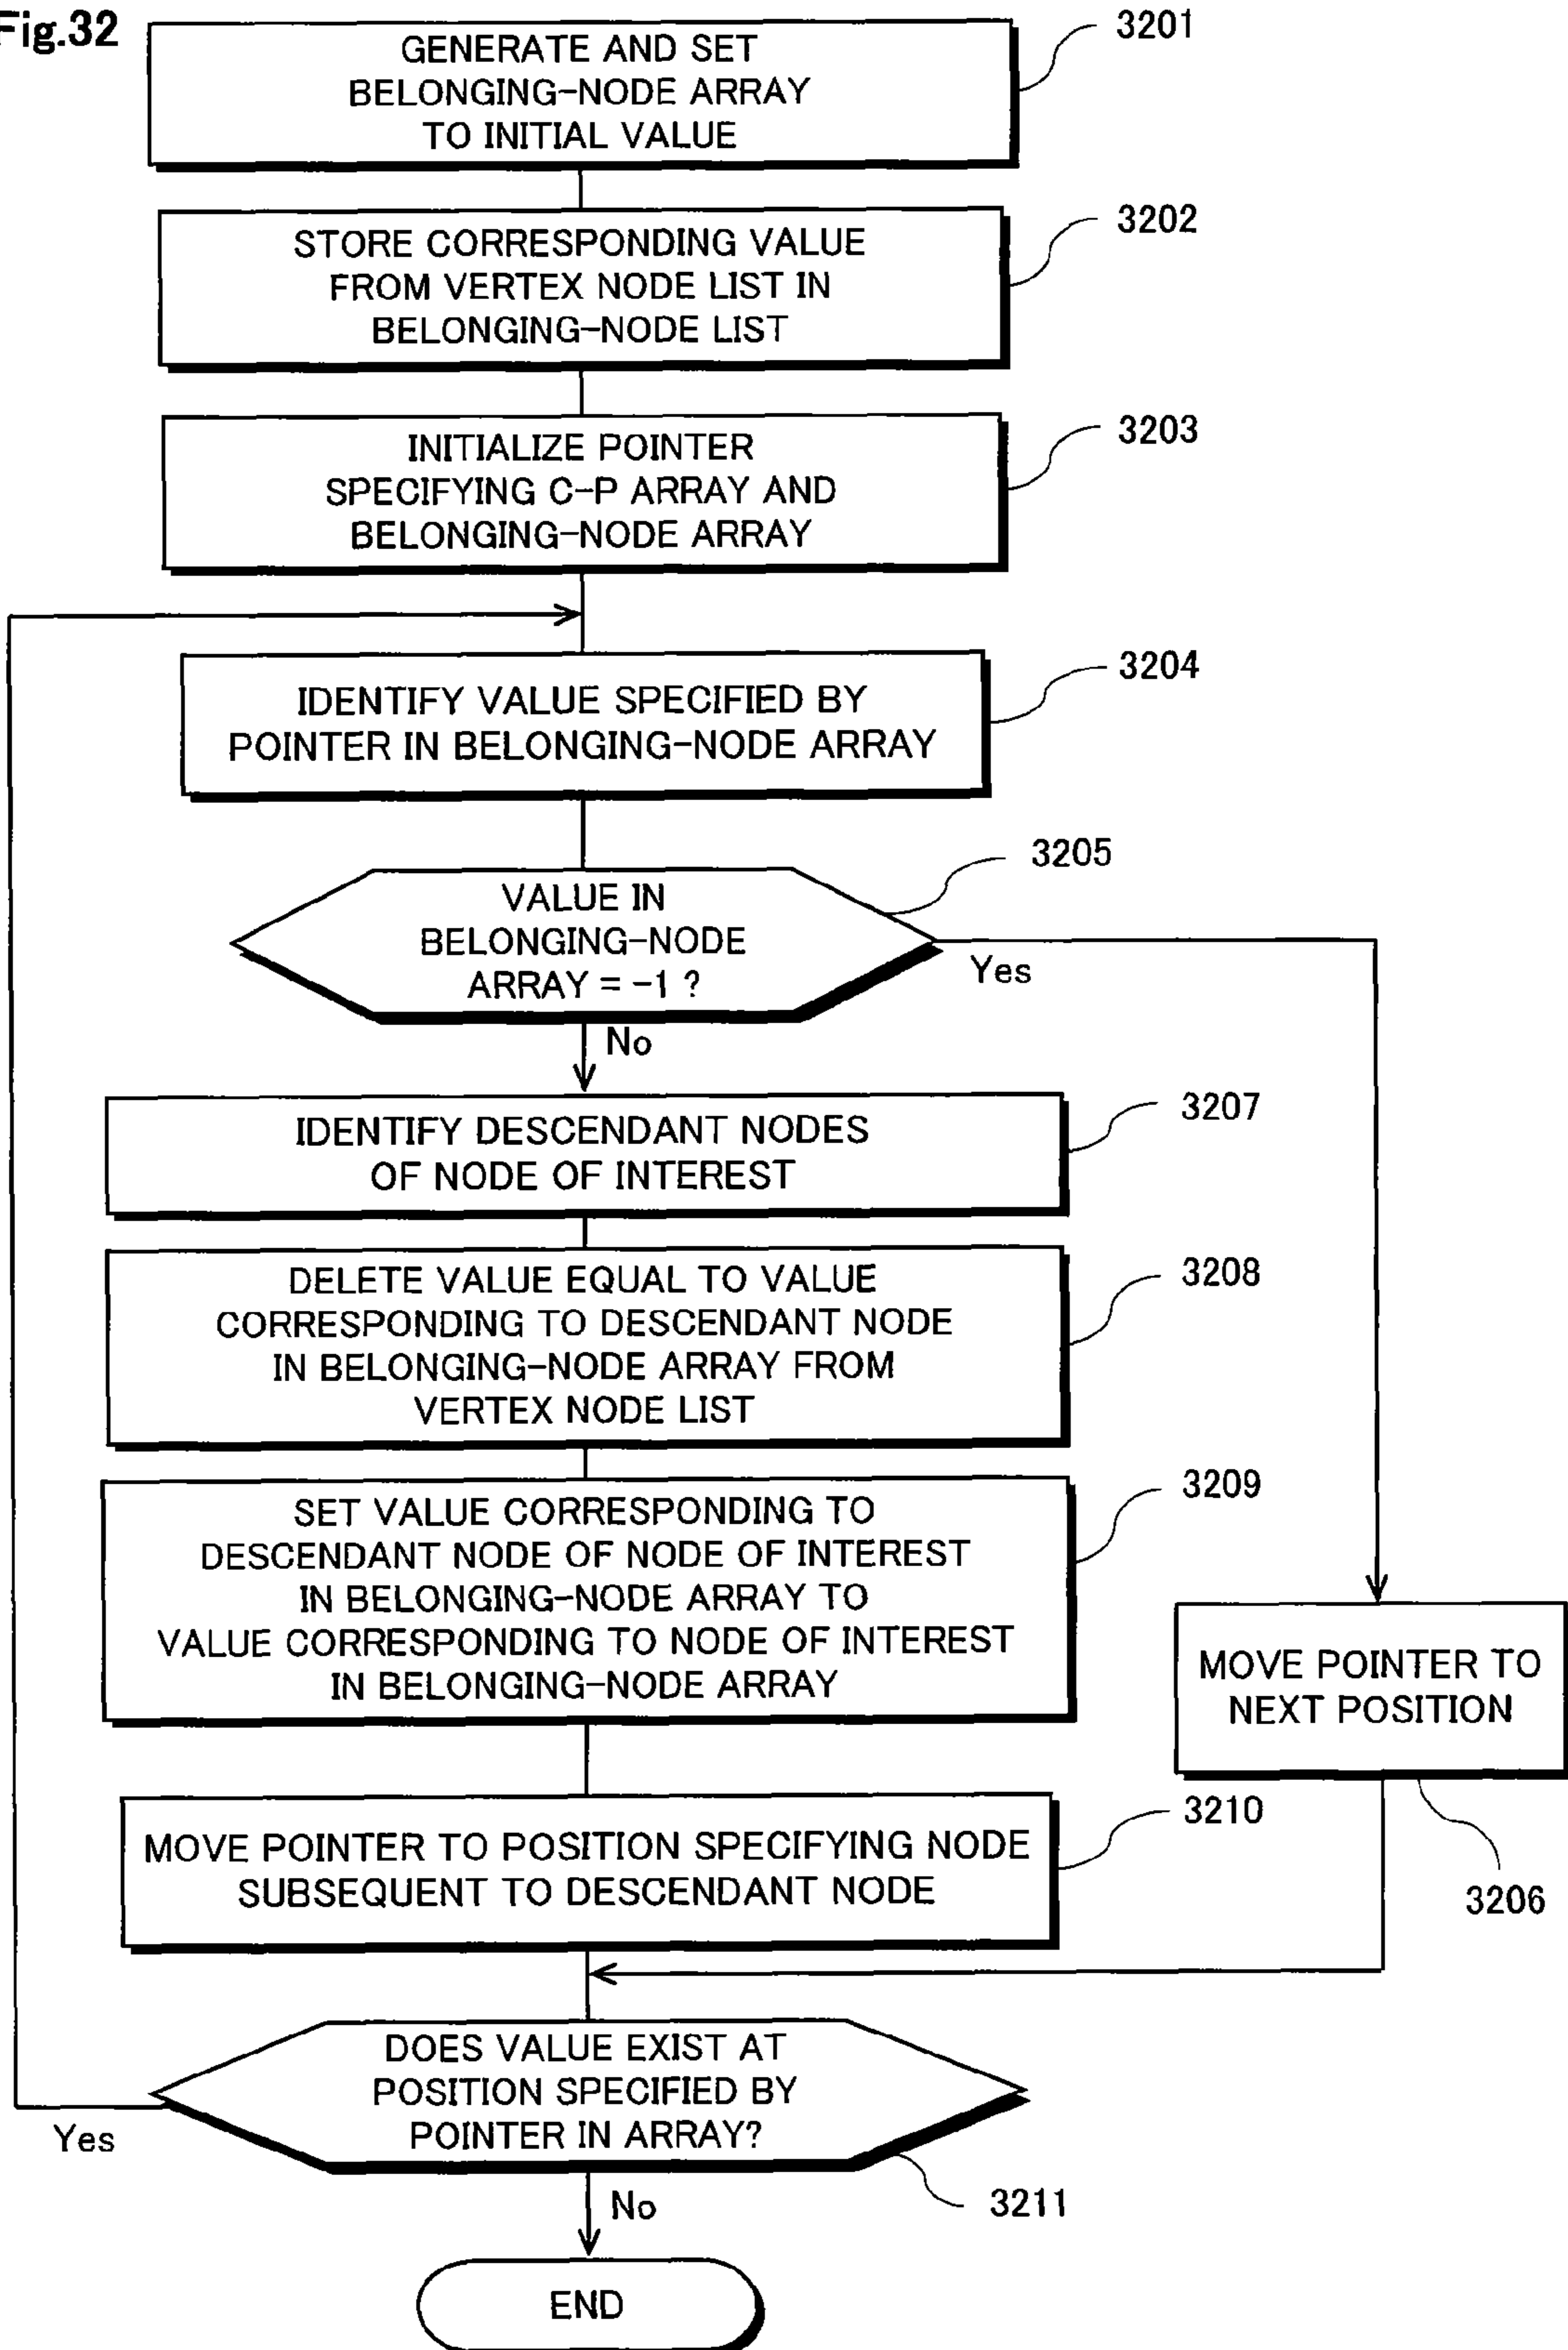 Fig.32
GENERATE AND SET
BELONGING-NODE ARRAY
TO INITIAL VALUE
3201
STORE CORRESPONDING VALUE
FROM VERTEX NODE LIST IN
BELONGING-NODE LIST
3202
INITIALIZE POINTER
SPECIFYING C-P ARRAY AND
BELONGING-NODE ARRAY
3203
IDENTIFY VALUE SPECIFIED BY
POINTER IN BELONGING-NODE ARRAY
3204
VALUE IN
BELONGING-NODE
ARRAY = -1 ?
3205
Yes
No
IDENTIFY DESCENDANT NODES
OF NODE OF INTEREST
3207
DELETE VALUE EQUAL TO VALUE
CORRESPONDING TO DESCENDANT NODE
IN BELONGING-NODE ARRAY FROM
VERTEX NODE LIST
3208
SET VALUE CORRESPONDING TO
DESCENDANT NODE OF NODE OF INTEREST
IN BELONGING-NODE ARRAY TO
VALUE CORRESPONDING TO NODE OF INTEREST
IN BELONGING-NODE ARRAY
3209
MOVE POINTER TO
NEXT POSITION
3206
MOVE POINTER TO POSITION SPECIFYING NODE
SUBSEQUENT TO DESCENDANT NODE
3210
DOES VALUE EXIST AT
POSITION SPECIFIED BY
POINTER IN ARRAY?
3211
Yes
No
END